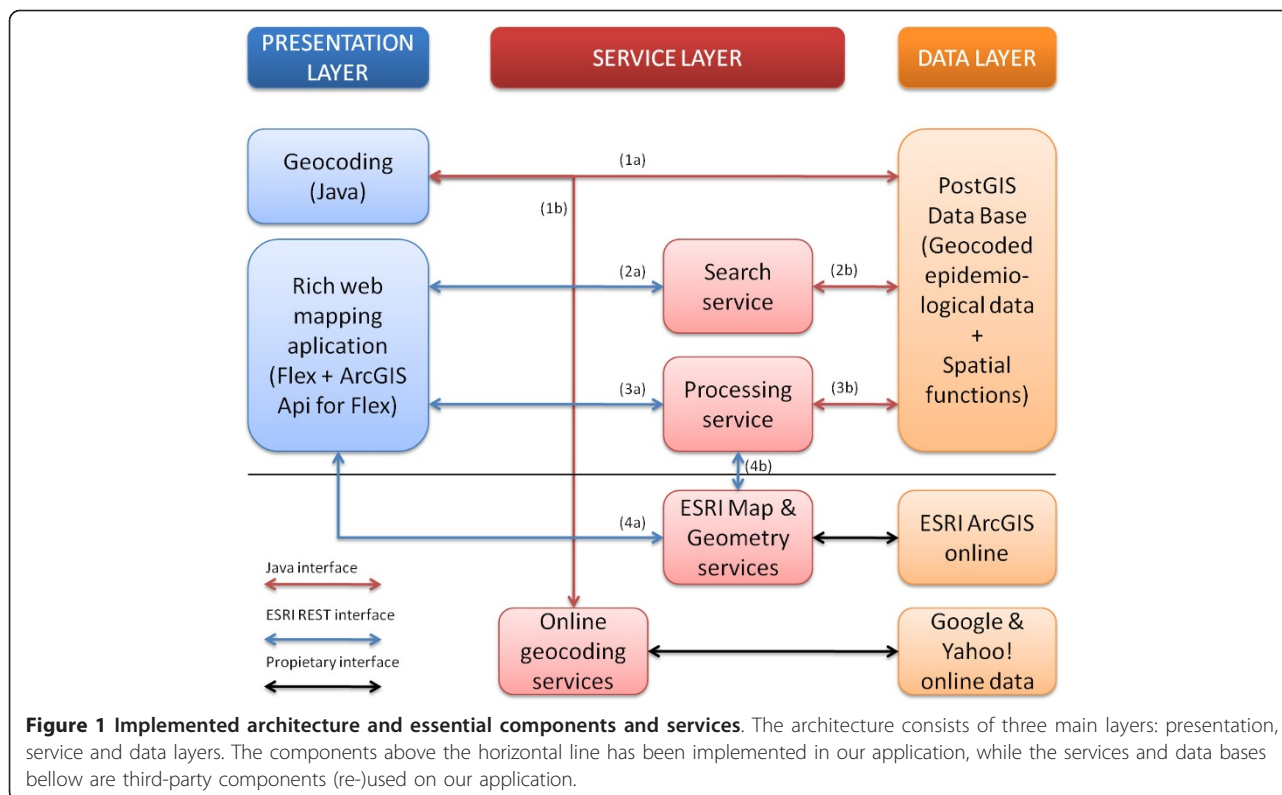 PRESENTATION
LAYER
SERVICE LAYER
DATA LAYER
Geocoding
(Java)
(1a)
(1b)
PostGIS
Data Base
(Geocoded
epidemio-
logical data
+
Spatial
functions)
Rich web
mapping
aplication
(Flex + ArcGIS
Api for Flex)
(2a)
Search
service
(2b)
(3a)
Processing
service
(3b)
(4b)
(4a)
ESRI Map &
Geometry
services
ESRI ArcGIS
online
Java interface
ESRI REST interface
Propietary interface
Online
geocoding
services
Google &
Yahoo!
online data
Figure 1 Implemented architecture and essential components and services. The architecture consists of three main layers: presentation,
service and data layers. The components above the horizontal line has been implemented in our application, while the services and data bases
bellow are third-party components (re-)used on our application.